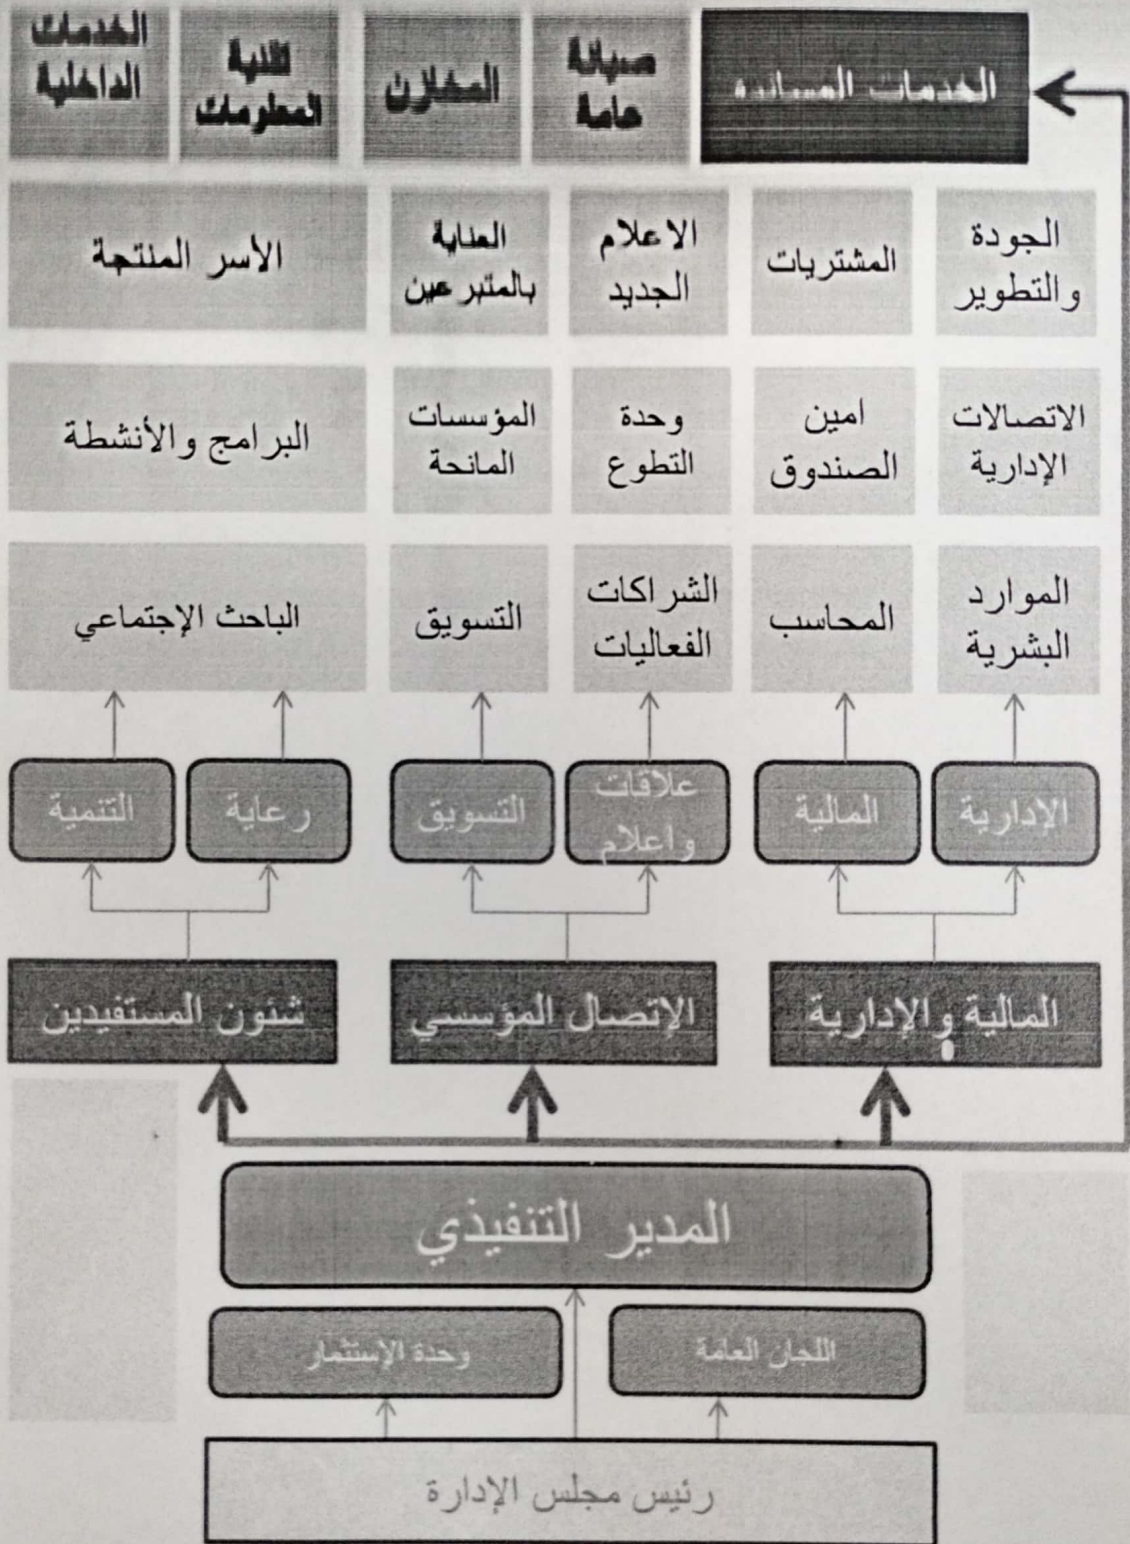 الخدمات المساندة
صيانة
عامة
المخازن
تقنية
المعلومات
الخدمات
الداخلية
الجودة
والتطوير
المشتريات
الاعلام
الجديد
العناية
بالمتبرعين
الأسر المنتجة
الاتصالات
الإدارية
امين
الصندوق
وحدة
التطوع
المؤسسات
المانحة
البرامج والأنشطة
الموارد
البشرية
المحاسب
الشراكات
الفعاليات
التسويق
الباحث الإجتماعي
الإدارية
المالية
علاقات
واعلام
التسويق
رعاية
التنمية
المالية والإدارية
الإتصال المؤسسي
شئون المستفيدين
المدير التنفيذي
اللجان العامة
وحدة الإستثمار
رئيس مجلس الإدارة